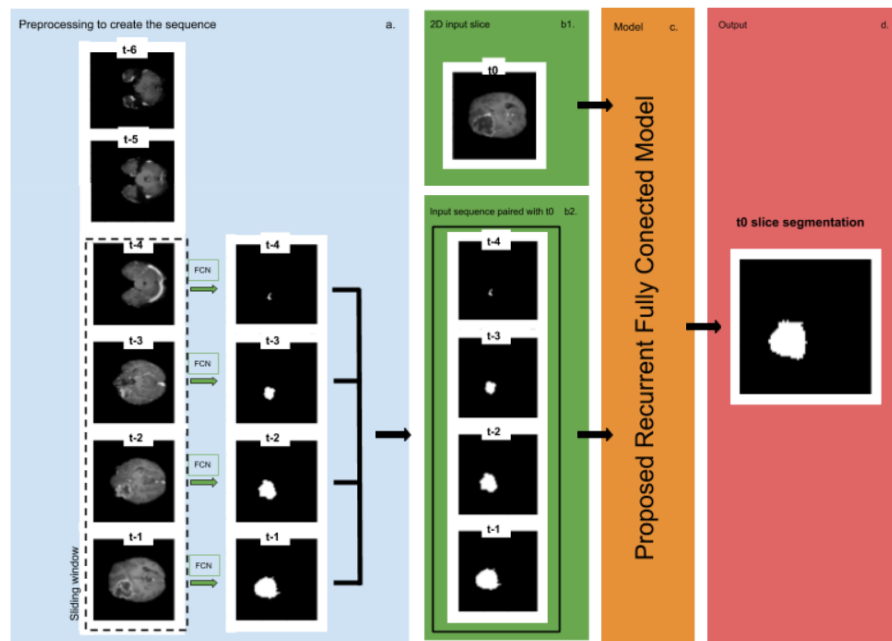 Preprocessing to create the sequence
a.
t-6
t-5
t-4
FCN
t-4
t-3
FCN
t-3
t-2
FCN
t-2
t-1
FCN
t-1
Sliding window
2D input slice
b1.
t0
Input sequence paired with t0
b2.
t-4
t-3
t-2
t-1
Model
c.
Proposed Recurrent Fully Conected Model
Output
d.
t0 slice segmentation